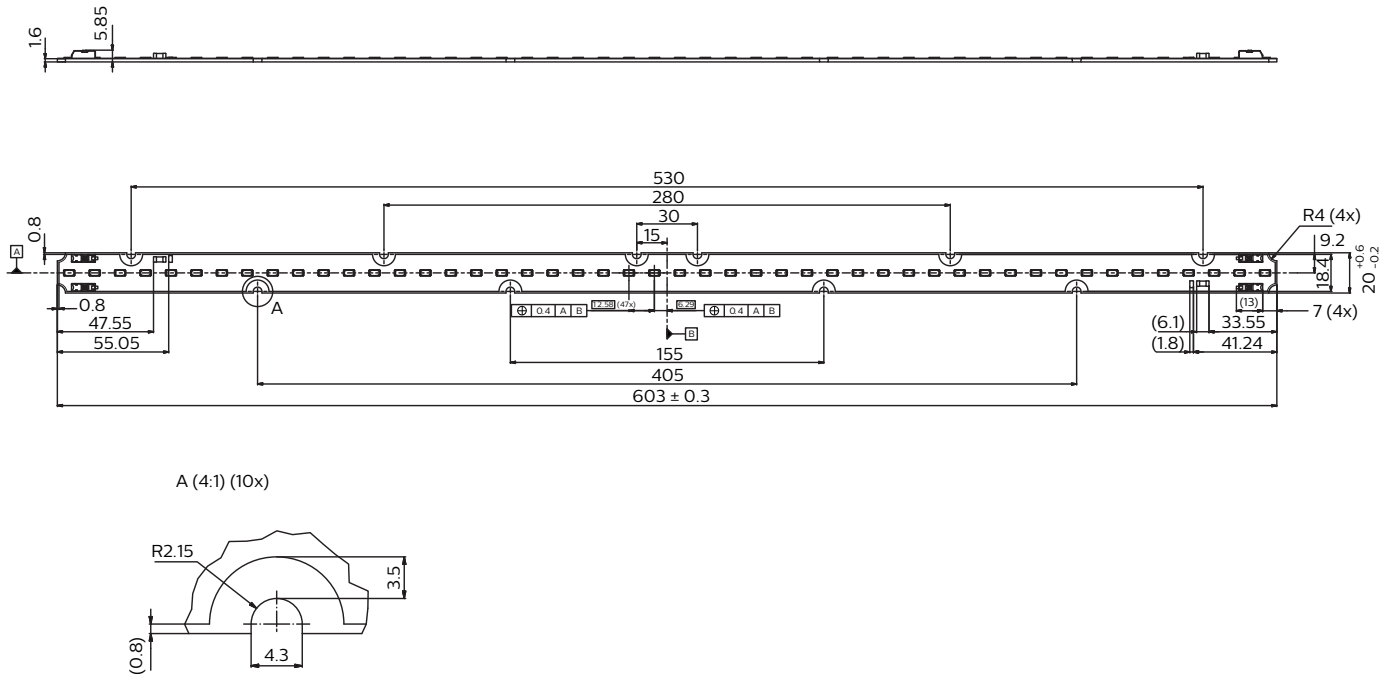 1.6
5.85
530
280
30
15
0.8
R4 (4x)
9.2
18.4
20 +0.6 -0.2
A
0.8
47.55
55.05
A
⌖ 0.4 A B
12.58 (47x)
6.29
⌖ 0.4 A B
B
(13)
7 (4x)
(6.1)
33.55
(1.8)
41.24
155
405
603 ± 0.3
A (4:1) (10x)
R2.15
3.5
(0.8)
4.3